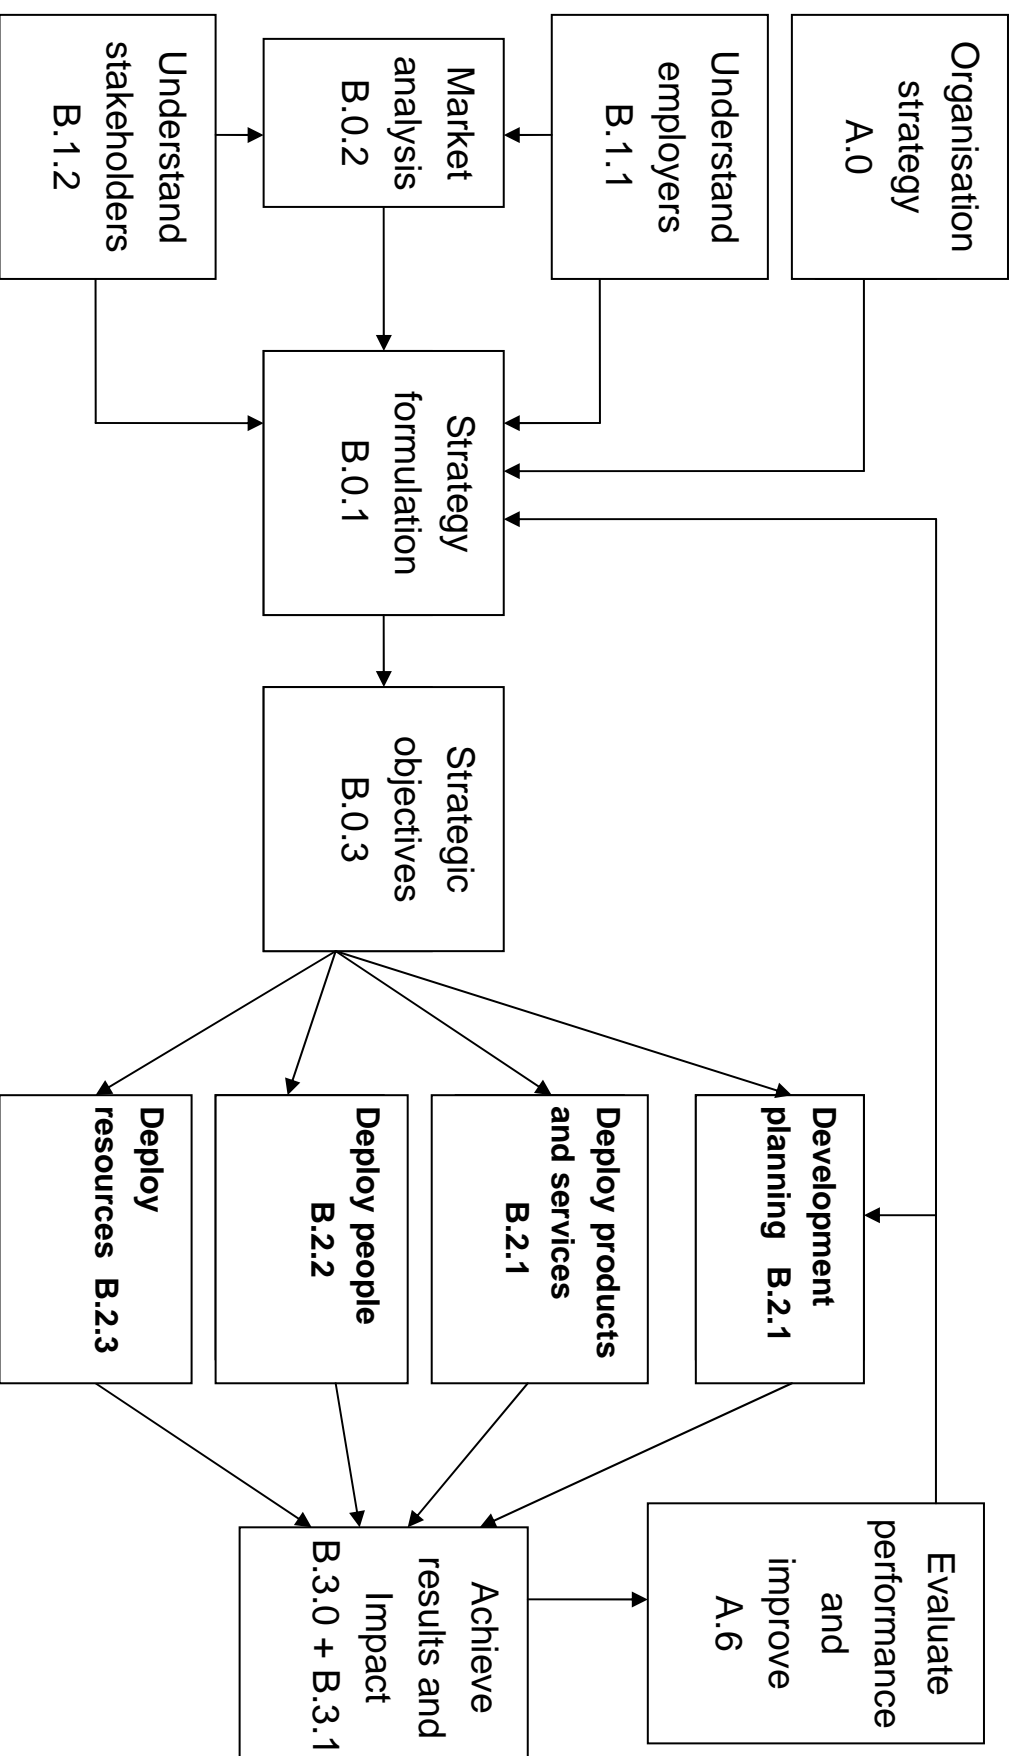 Organisation
strategy
A.0
Understand
employers
B.1.1
Market
analysis
B.0.2
Understand
stakeholders
B.1.2
Strategy
formulation
B.0.1
Strategic
objectives
B.0.3
Development
planning B.2.1
Deploy products
and services
B.2.1
Deploy people
B.2.2
Deploy
resources B.2.3
Evaluate
performance
and
improve
A.6
Achieve
results and
Impact
B.3.0 + B.3.1